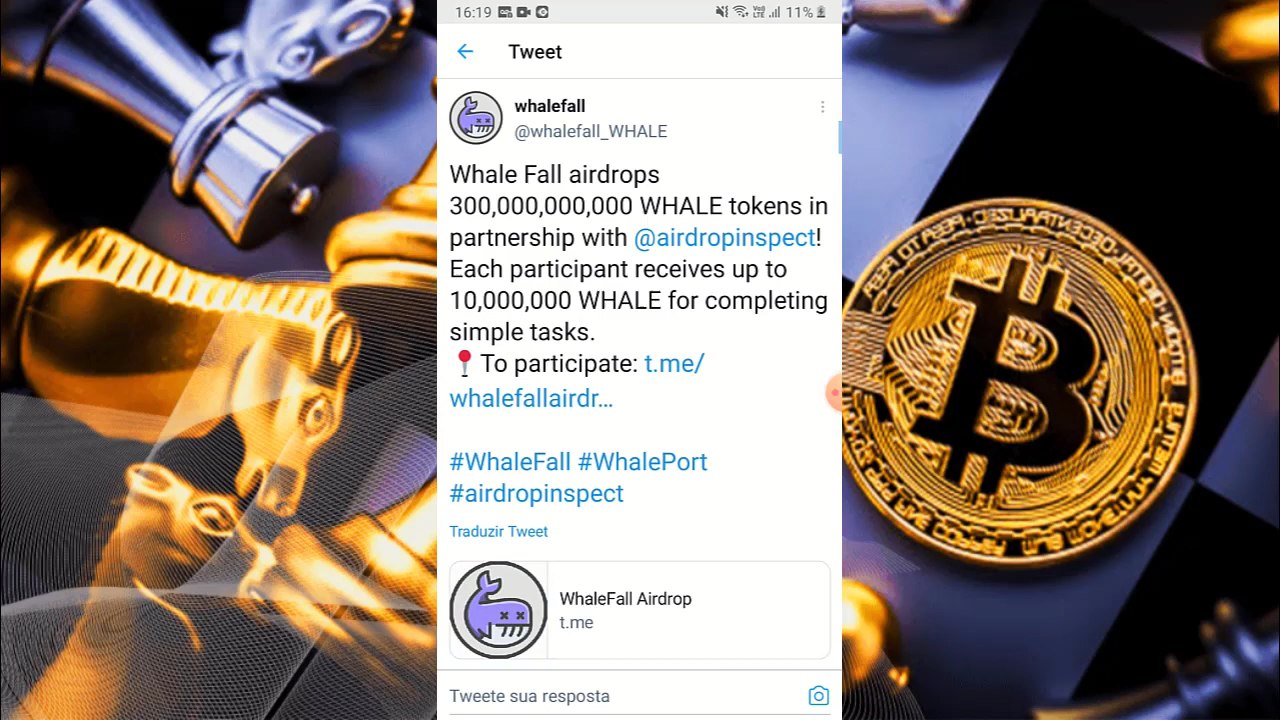 16:19
11%
Tweet
whalefall
@whalefall_WHALE
Whale Fall airdrops
300,000,000,000 WHALE tokens in
partnership with @airdropinspect!
Each participant receives up to
10,000,000 WHALE for completing
simple tasks.
📍To participate: t.me/
whalefallairdr…
#WhaleFall #WhalePort
#airdropinspect
Traduzir Tweet
WhaleFall Airdrop
t.me
Tweete sua resposta